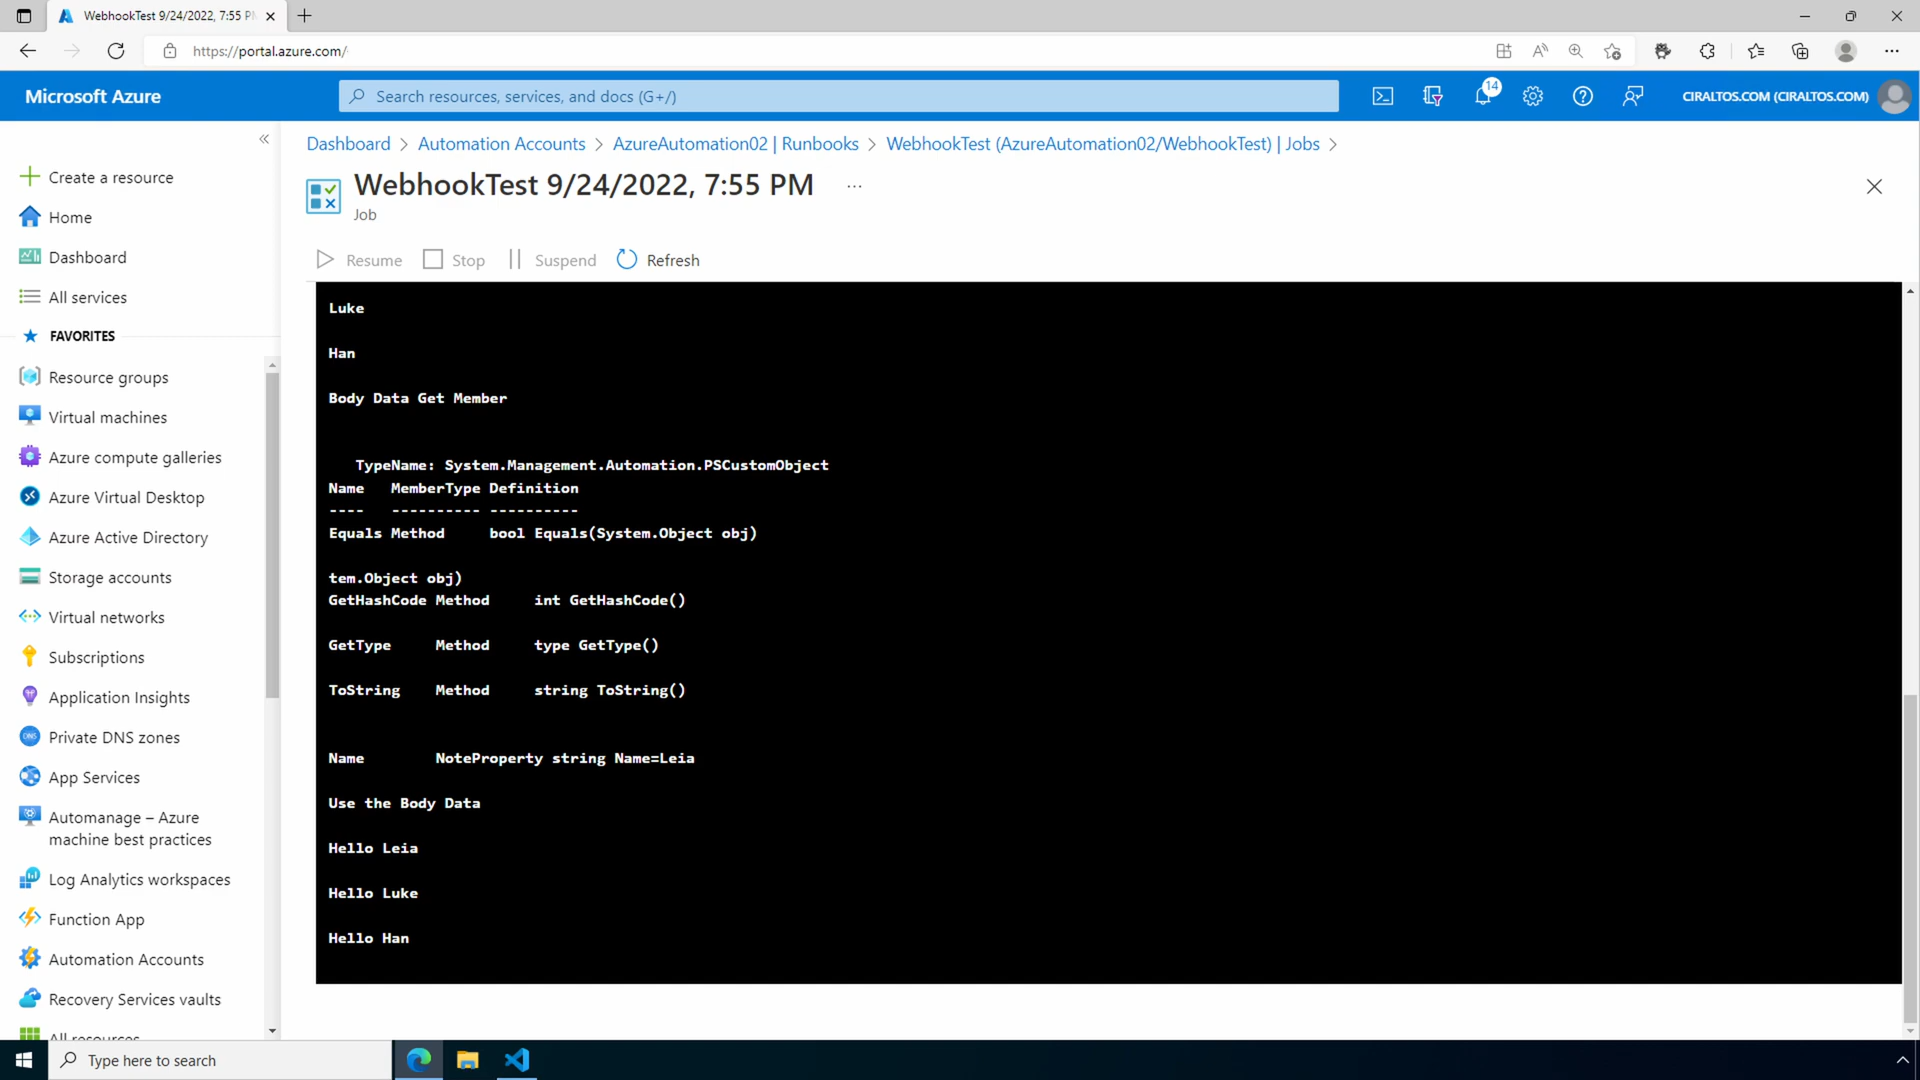 WebhookTest 9/24/2022, 7:55 PM
https://portal.azure.com/
Microsoft Azure
Search resources, services, and docs (G+/)
14
CIRALTOS.COM (CIRALTOS.COM)
Dashboard > Automation Accounts > AzureAutomation02 | Runbooks > WebhookTest (AzureAutomation02/WebhookTest) | Jobs >
WebhookTest 9/24/2022, 7:55 PM ...
Job
Resume Stop Suspend Refresh
Create a resource
Home
Dashboard
All services
FAVORITES
Resource groups
Virtual machines
Azure compute galleries
Azure Virtual Desktop
Azure Active Directory
Storage accounts
Virtual networks
Subscriptions
Application Insights
Private DNS zones
App Services
Automanage – Azure
machine best practices
Log Analytics workspaces
Function App
Automation Accounts
Recovery Services vaults
All resources
Luke
Han
Body Data Get Member
TypeName: System.Management.Automation.PSCustomObject
Name MemberType Definition
---- ---------- ----------
Equals Method bool Equals(System.Object obj)
tem.Object obj)
GetHashCode Method int GetHashCode()
GetType Method type GetType()
ToString Method string ToString()
Name NoteProperty string Name=Leia
Use the Body Data
Hello Leia
Hello Luke
Hello Han
Type here to search